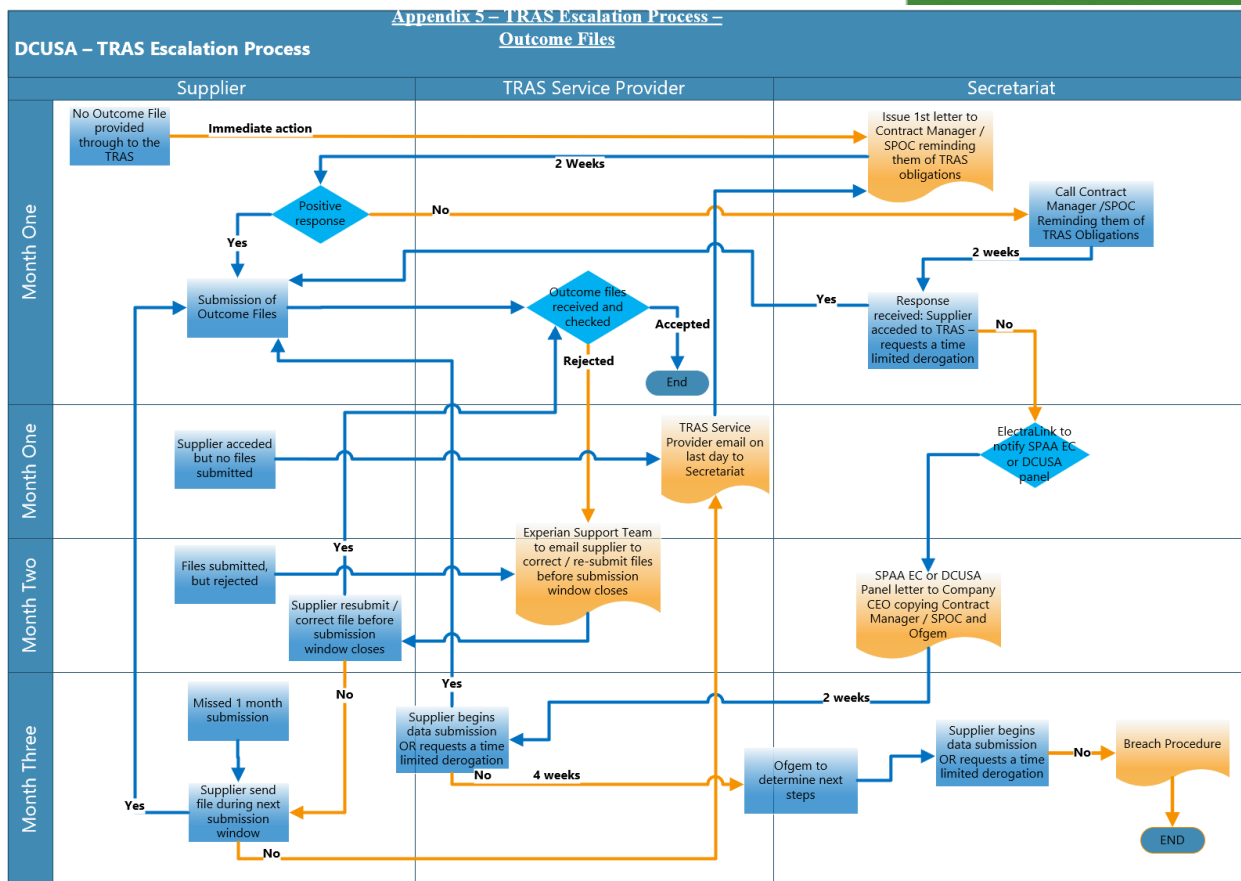 Appendix 5 – TRAS Escalation Process –
Outcome Files
DCUSA – TRAS Escalation Process
Supplier
TRAS Service Provider
Secretariat
Month One
No Outcome File
provided
through to the
TRAS
Immediate action
Issue 1st letter to
Contract Manager /
SPOC reminding
them of TRAS
obligations
2 Weeks
Positive
response
No
Yes
Call Contract
Manager /SPOC
Reminding them of
TRAS Obligations
2 weeks
Submission of
Outcome Files
Outcome files
received and
checked
Accepted
Rejected
End
Yes
Response
received: Supplier
acceded to TRAS –
requests a time
limited derogation
No
Month One
Supplier acceded
but no files
submitted
TRAS Service
Provider email on
last day to
Secretariat
ElectraLink to
notify SPAA EC
or DCUSA
panel
Month Two
Files submitted,
but rejected
Yes
Experian Support Team
to email supplier to
correct / re-submit files
before submission
window closes
Supplier resubmit /
correct file before
submission
window closes
SPAA EC or DCUSA
Panel letter to Company
CEO copying Contract
Manager / SPOC and
Ofgem
Month Three
Missed 1 month
submission
No
Yes
2 weeks
Supplier begins
data submission
OR requests a time
limited derogation
No
4 weeks
Ofgem to
determine next
steps
Supplier begins
data submission
OR requests a time
limited derogation
No
Breach Procedure
Yes
Supplier send
file during next
submission
window
No
END